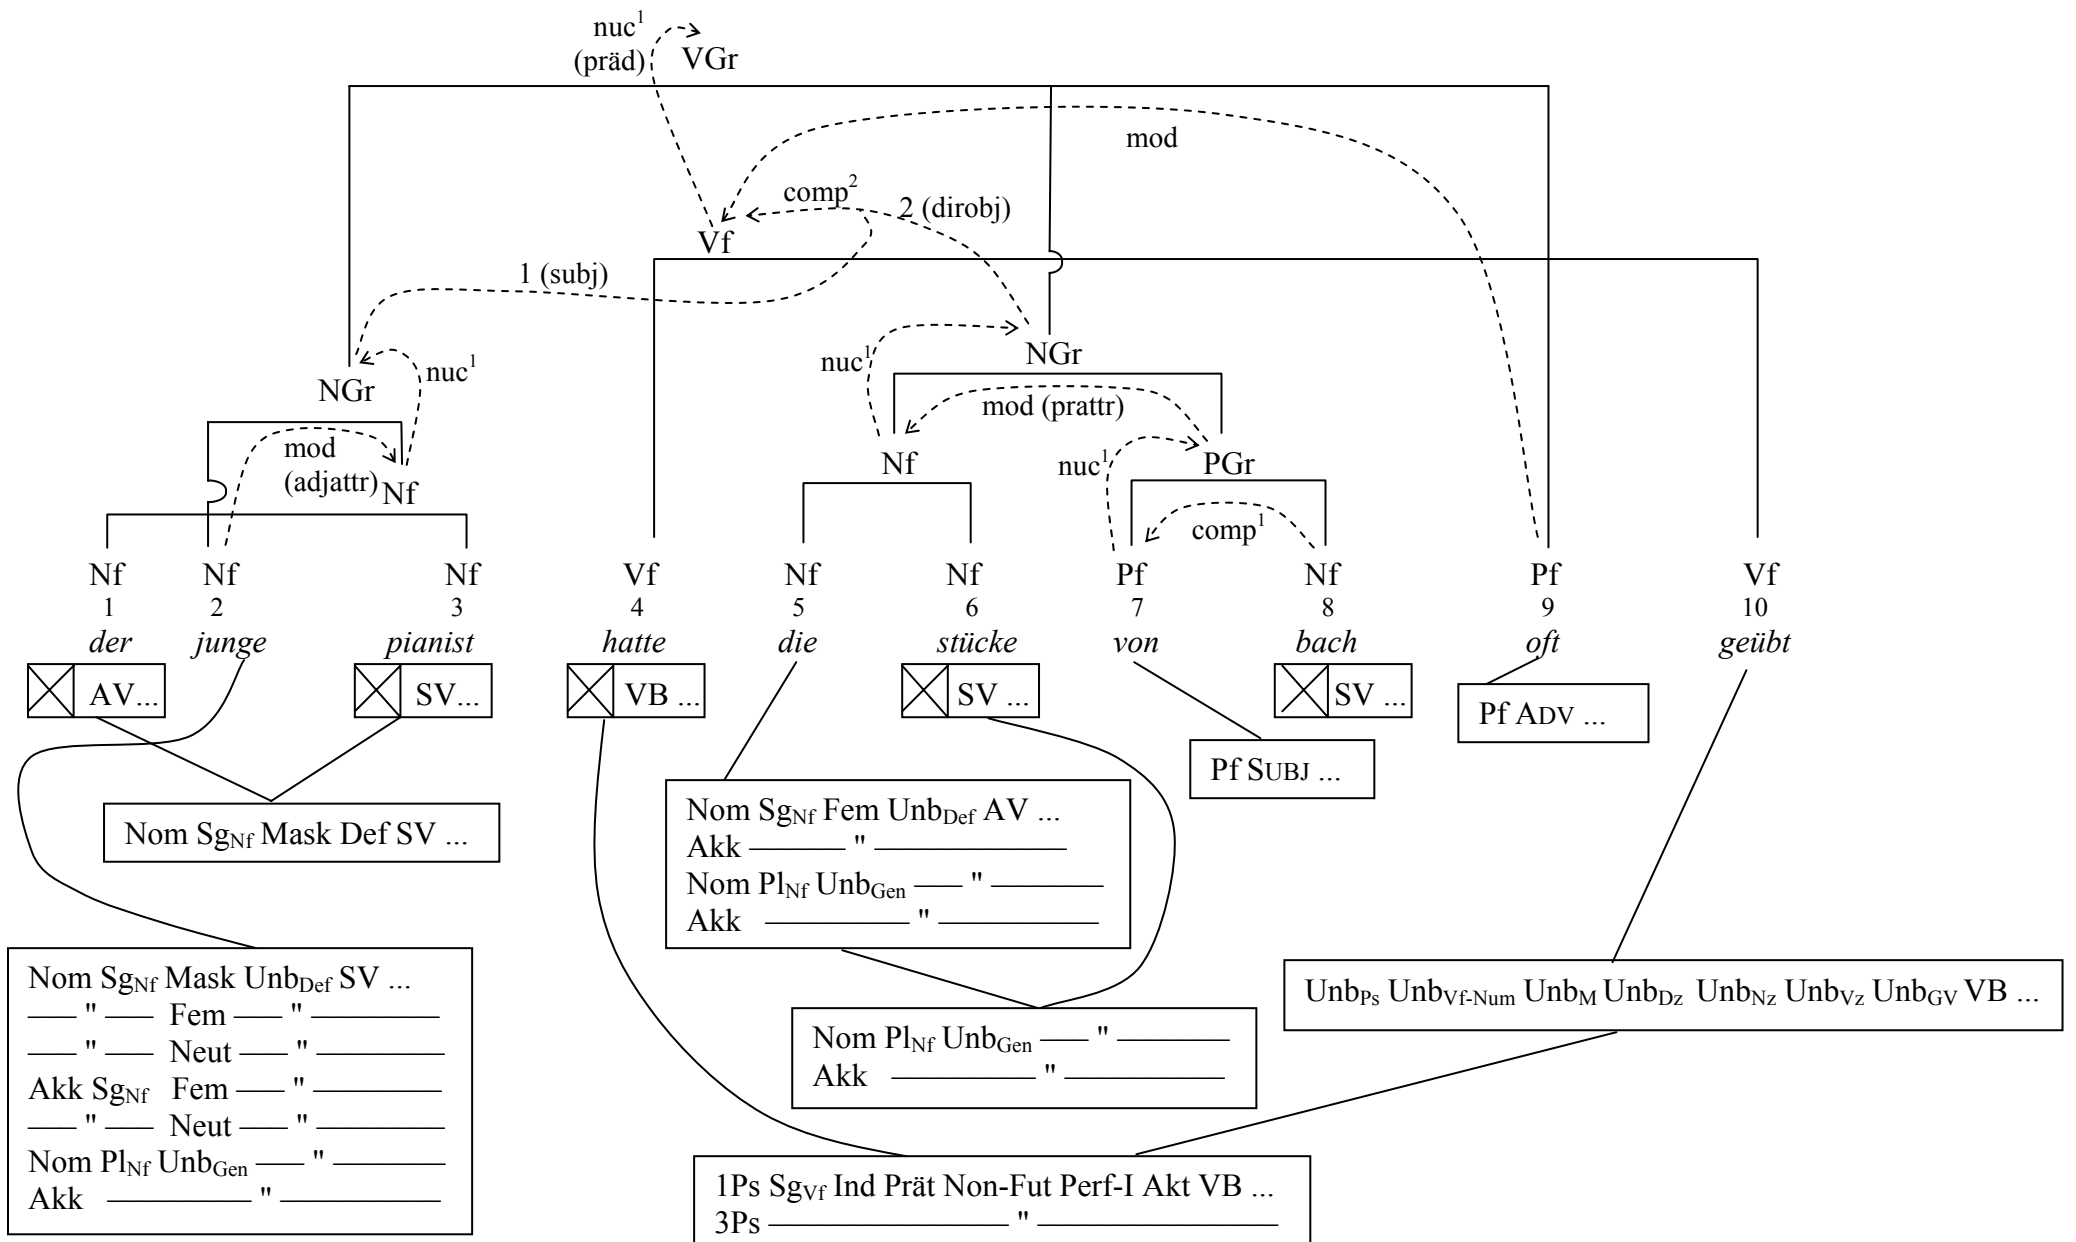 nuc¹
(präd)
VGr
mod
comp²
2 (dirobj)
Vf
1 (subj)
nuc¹
NGr
nuc¹
NGr
mod (prattr)
mod
(adjattr)
Nf
Nf
nuc¹
PGr
comp¹
Nf Nf Nf Vf Nf Nf Pf Nf Pf Vf
1 2 3 4 5 6 7 8 9 10
der junge pianist hatte die stücke von bach oft geübt
AV... SV... VB ... SV ... SV ...
Pf ADV ...
Pf SUBJ ...
Nom SgNf Mask Def SV ...
Nom SgNf Fem UnbDef AV ...
Akk —— " ————
Nom PlNf UnbGen — " ——
Akk ——— " ———
Nom SgNf Mask UnbDef SV ...
— " — Fem — " ———
— " — Neut — " ———
Akk SgNf Fem — " ———
— " — Neut — " ———
Nom PlNf UnbGen — " ——
Akk ——— " ———
Nom PlNf UnbGen — " ——
Akk ——— " ———
UnbPs UnbVf-Num UnbM UnbDz UnbNz UnbVz UnbGV VB ...
1Ps SgVf Ind Prät Non-Fut Perf-I Akt VB ...
3Ps ————— " —————